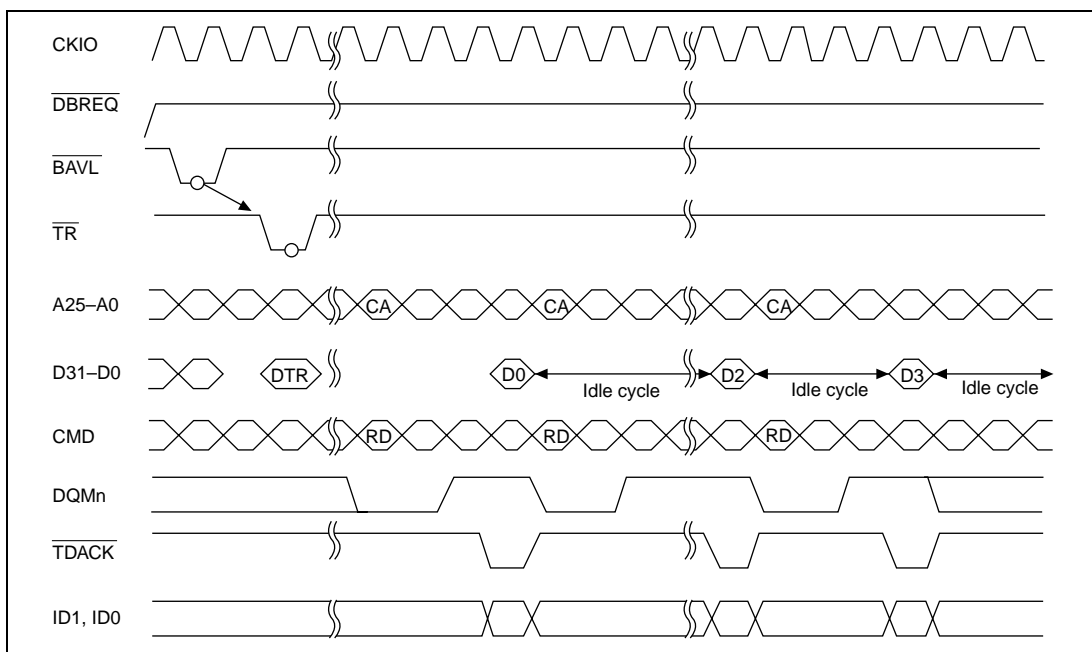 CKIO
DBREQ
BAVL
TR
A25–A0 CA CA CA
D31–D0 DTR D0 Idle cycle D2 Idle cycle D3 Idle cycle
CMD RD RD RD
DQMn
TDACK
ID1, ID0